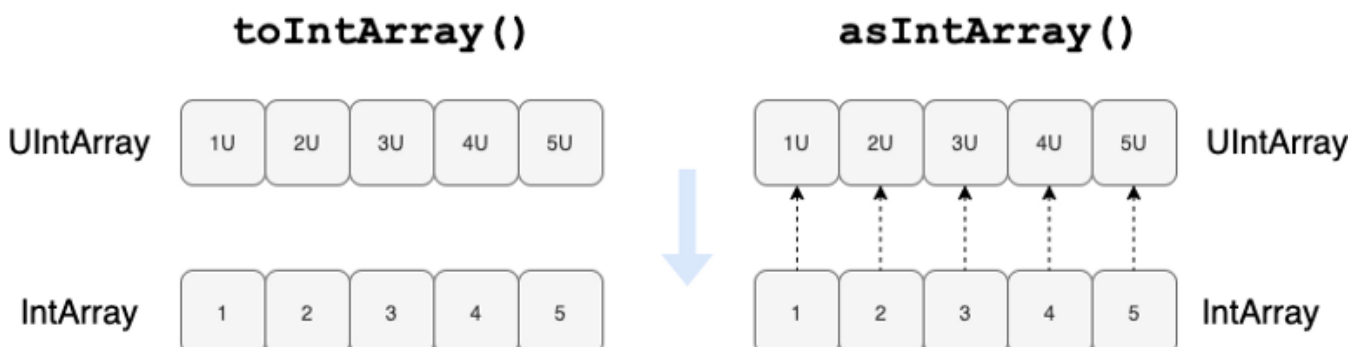 toIntArray() asIntArray()
UIntArray 1U 2U 3U 4U 5U 1U 2U 3U 4U 5U UIntArray
IntArray 1 2 3 4 5 1 2 3 4 5 IntArray